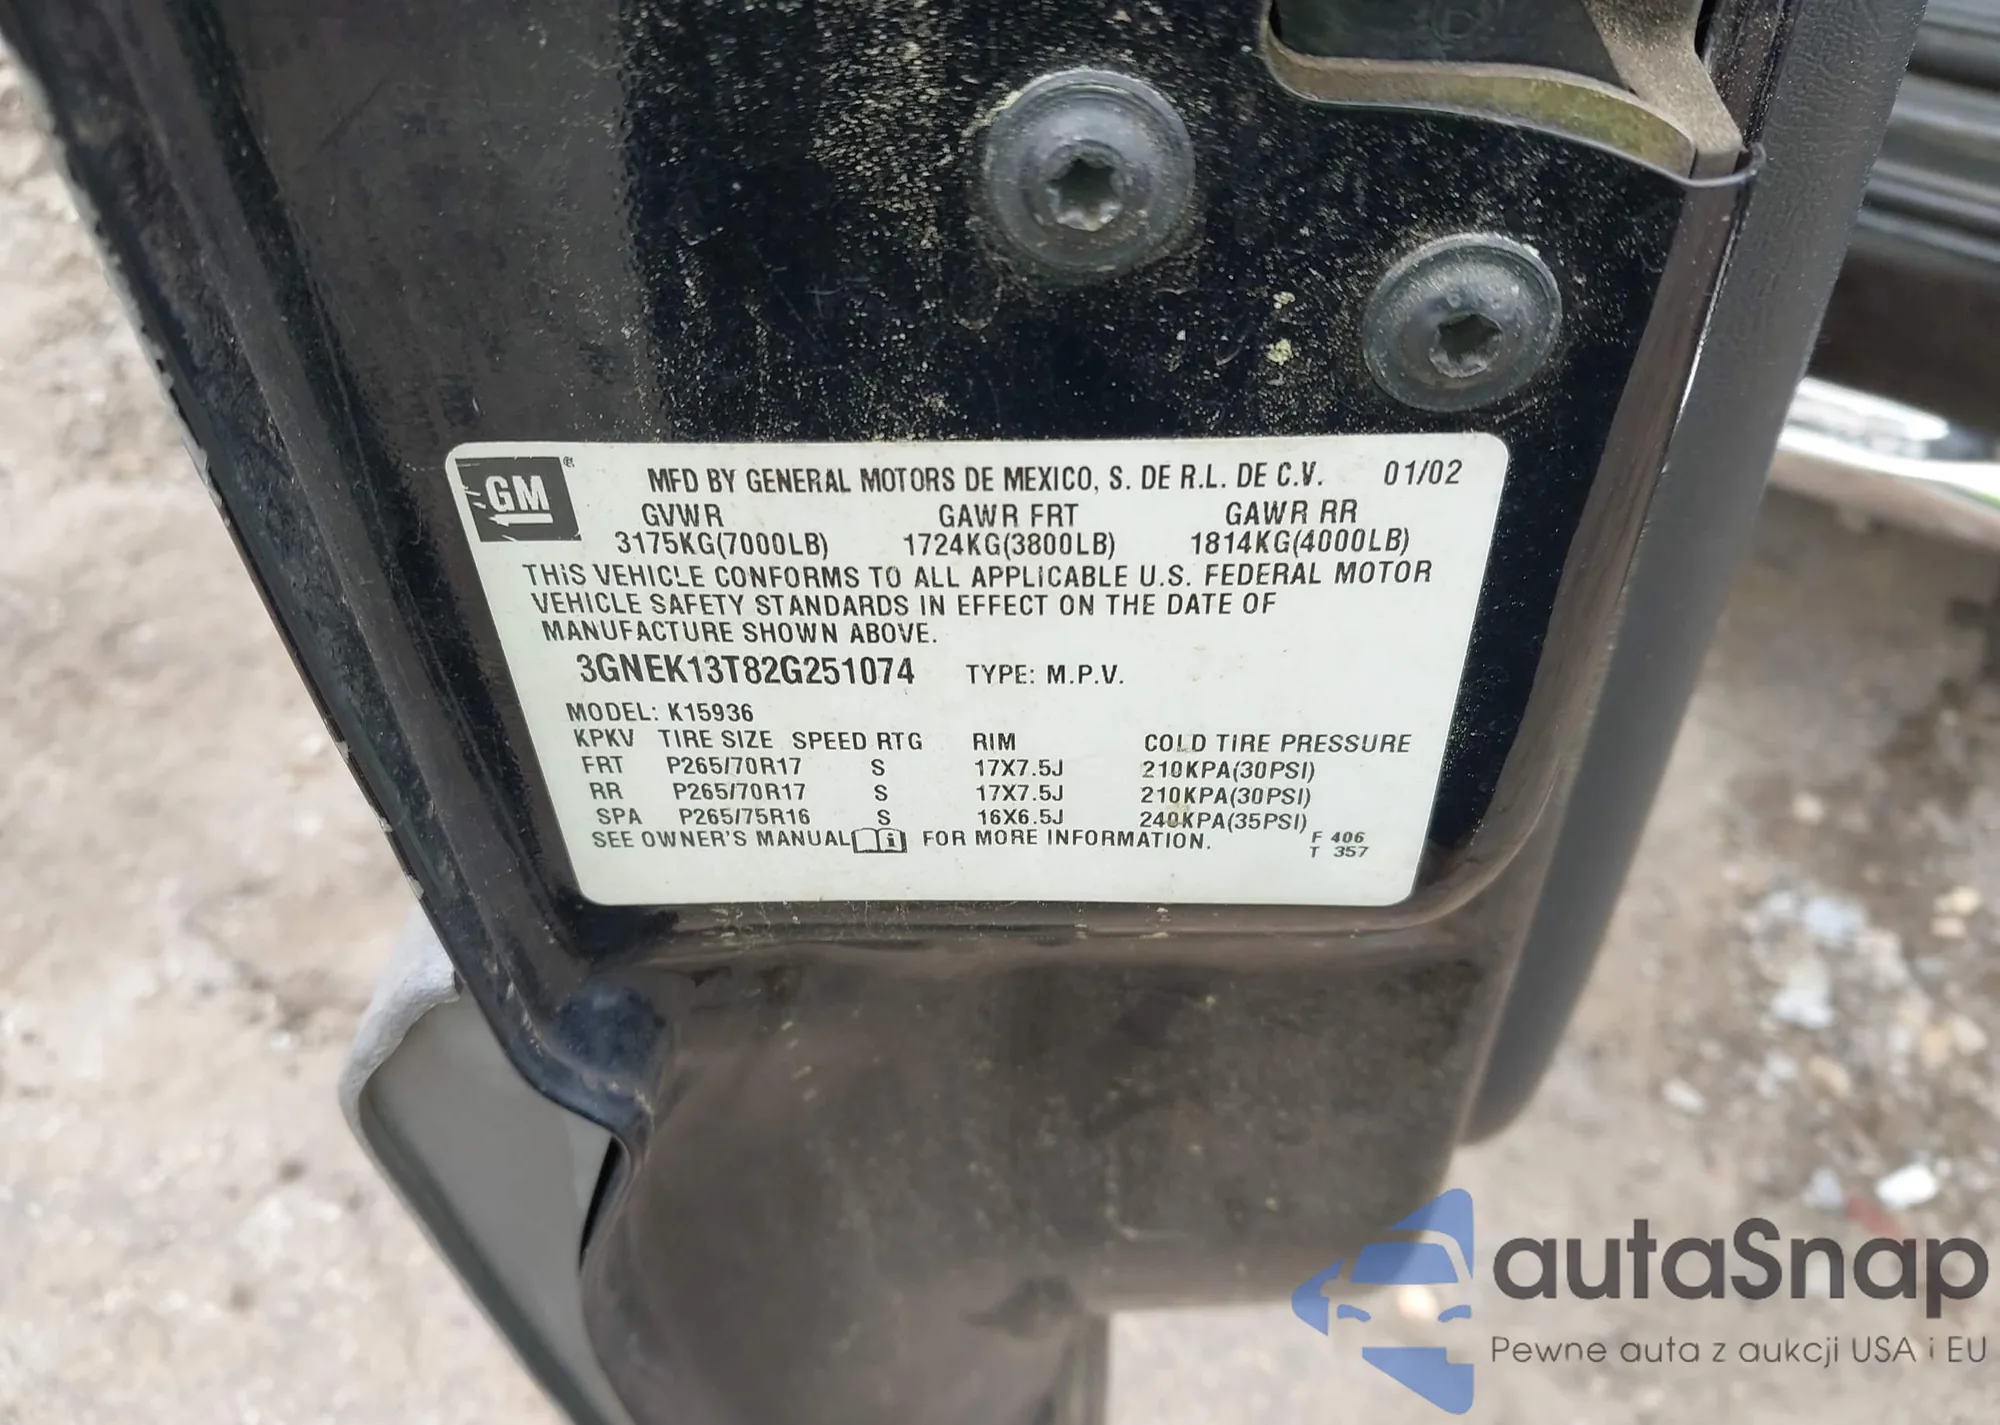 GM ® MFD BY GENERAL MOTORS DE MEXICO, S. DE R.L. DE C.V. 01/02
GVWR GAWR FRT GAWR RR
3175KG(7000LB) 1724KG(3800LB) 1814KG(4000LB)
THIS VEHICLE CONFORMS TO ALL APPLICABLE U.S. FEDERAL MOTOR
VEHICLE SAFETY STANDARDS IN EFFECT ON THE DATE OF
MANUFACTURE SHOWN ABOVE.
3GNEK13T82G251074 TYPE: M.P.V.
MODEL: K15936
KPKV TIRE SIZE SPEED RTG RIM COLD TIRE PRESSURE
FRT P265/70R17 S 17X7.5J 210KPA(30PSI)
RR P265/70R17 S 17X7.5J 210KPA(30PSI)
SPA P265/75R16 S 16X6.5J 240KPA(35PSI)
SEE OWNER'S MANUAL i FOR MORE INFORMATION.
F 406
T 357
autaSnap
Pewne auta z aukcji USA i EU